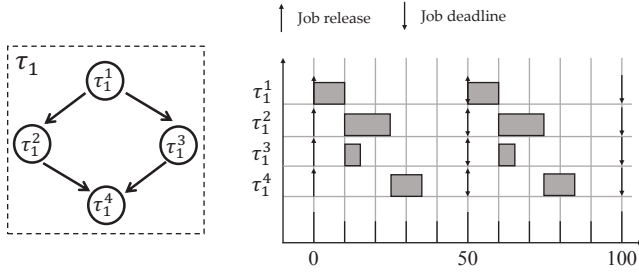 Job release
Job deadline
τ₁
τ₁¹
τ₁²
τ₁³
τ₁⁴
τ₁¹
τ₁²
τ₁³
τ₁⁴
0
50
100